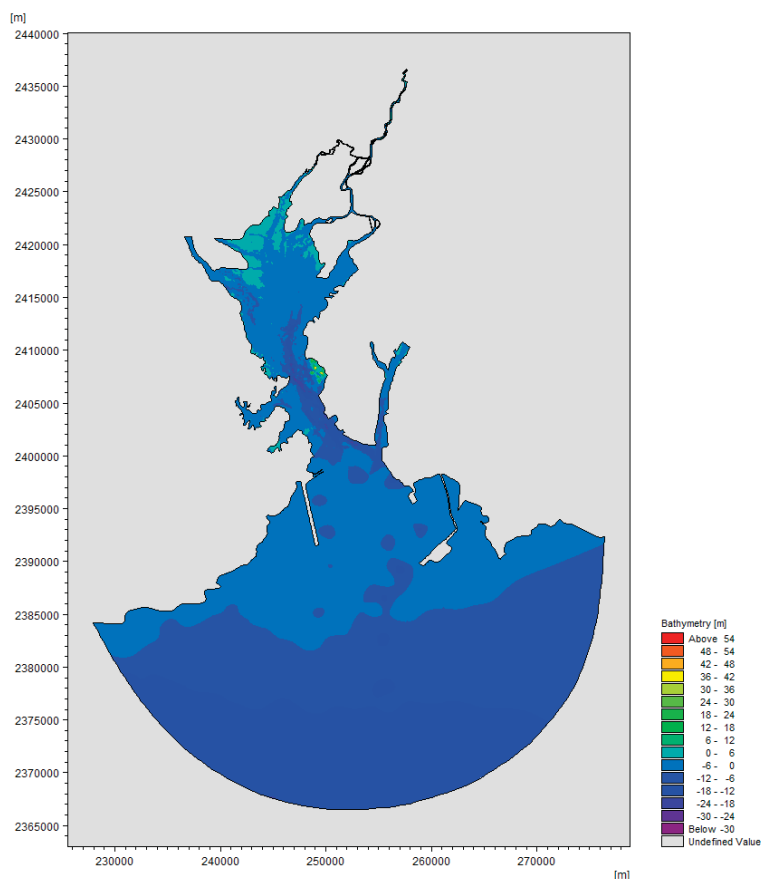 [m]
2440000
2435000
2430000
2425000
2420000
2415000
2410000
2405000
2400000
2395000
2390000
2385000
2380000
2375000
2370000
2365000
230000 240000 250000 260000 270000
[m]
Bathymetry [m]
Above 54
48 - 54
42 - 48
36 - 42
30 - 36
24 - 30
18 - 24
12 - 18
6 - 12
0 - 6
-6 - 0
-12 - -6
-18 - -12
-24 - -18
-30 - -24
Below -30
Undefined Value